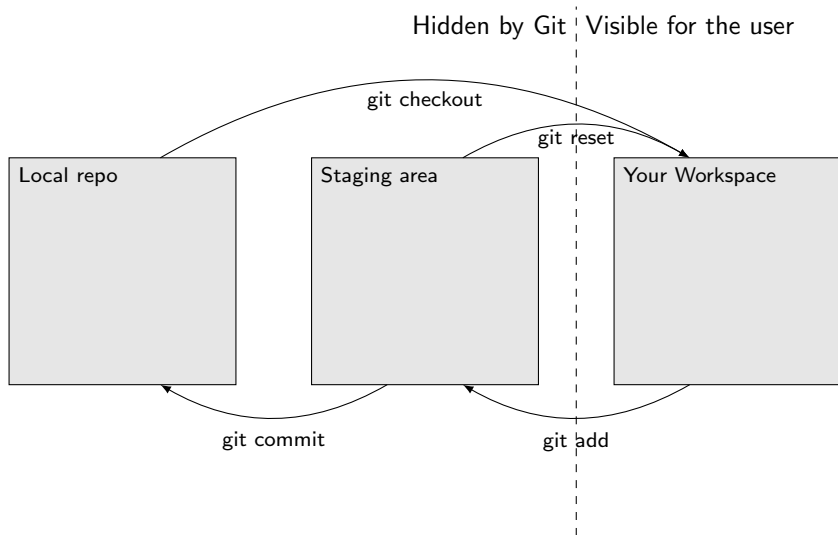 Hidden by Git Visible for the user
git checkout
git reset
Local repo
Staging area
Your Workspace
git commit
git add